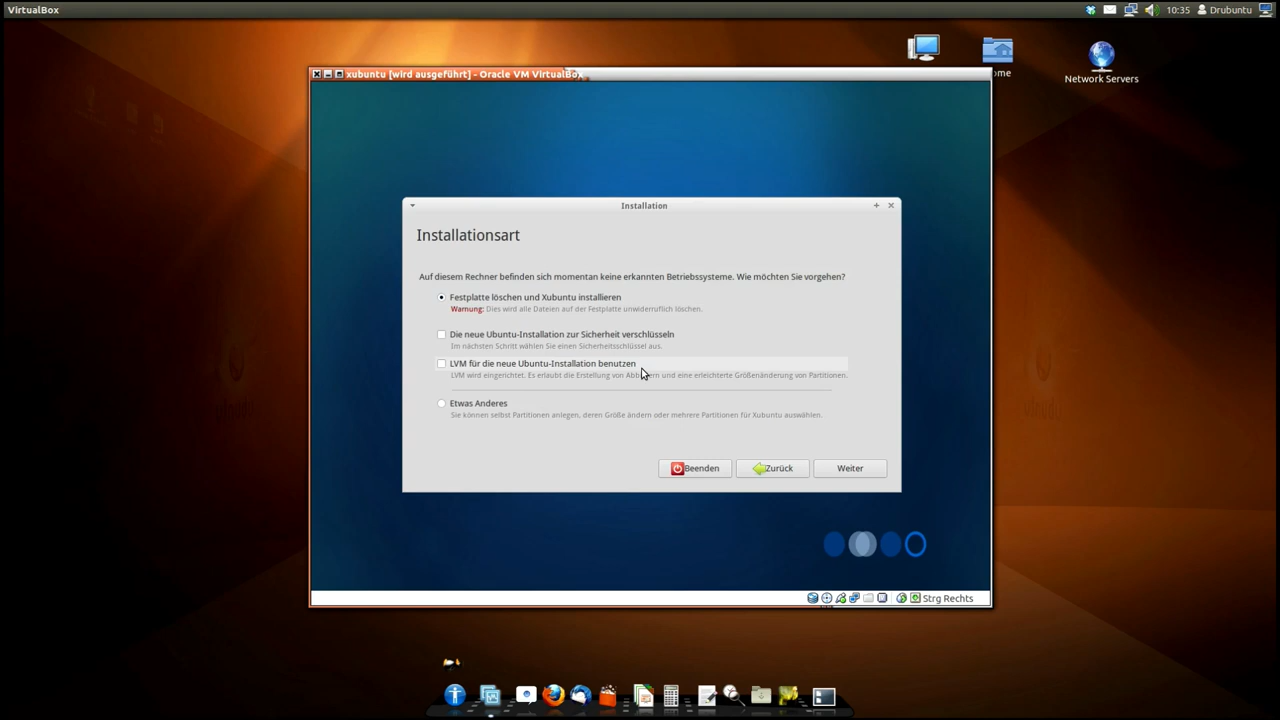 VirtualBox
10:35 Drubuntu
ome
Network Servers
xubuntu [wird ausgeführt] - Oracle VM VirtualBox
Installation
Installationsart
Auf diesem Rechner befinden sich momentan keine erkannten Betriebssysteme. Wie möchten Sie vorgehen?
Festplatte löschen und Xubuntu installieren
Warnung: Dies wird alle Dateien auf der Festplatte unwiderruflich löschen.
Die neue Ubuntu-Installation zur Sicherheit verschlüsseln
Im nächsten Schritt wählen Sie einen Sicherheitsschlüssel aus.
LVM für die neue Ubuntu-Installation benutzen
LVM wird eingerichtet. Es erlaubt die Erstellung von Abbildern und eine erleichterte Größenänderung von Partitionen.
Etwas Anderes
Sie können selbst Partitionen anlegen, deren Größe ändern oder mehrere Partitionen für Xubuntu auswählen.
Beenden Zurück Weiter
Strg Rechts